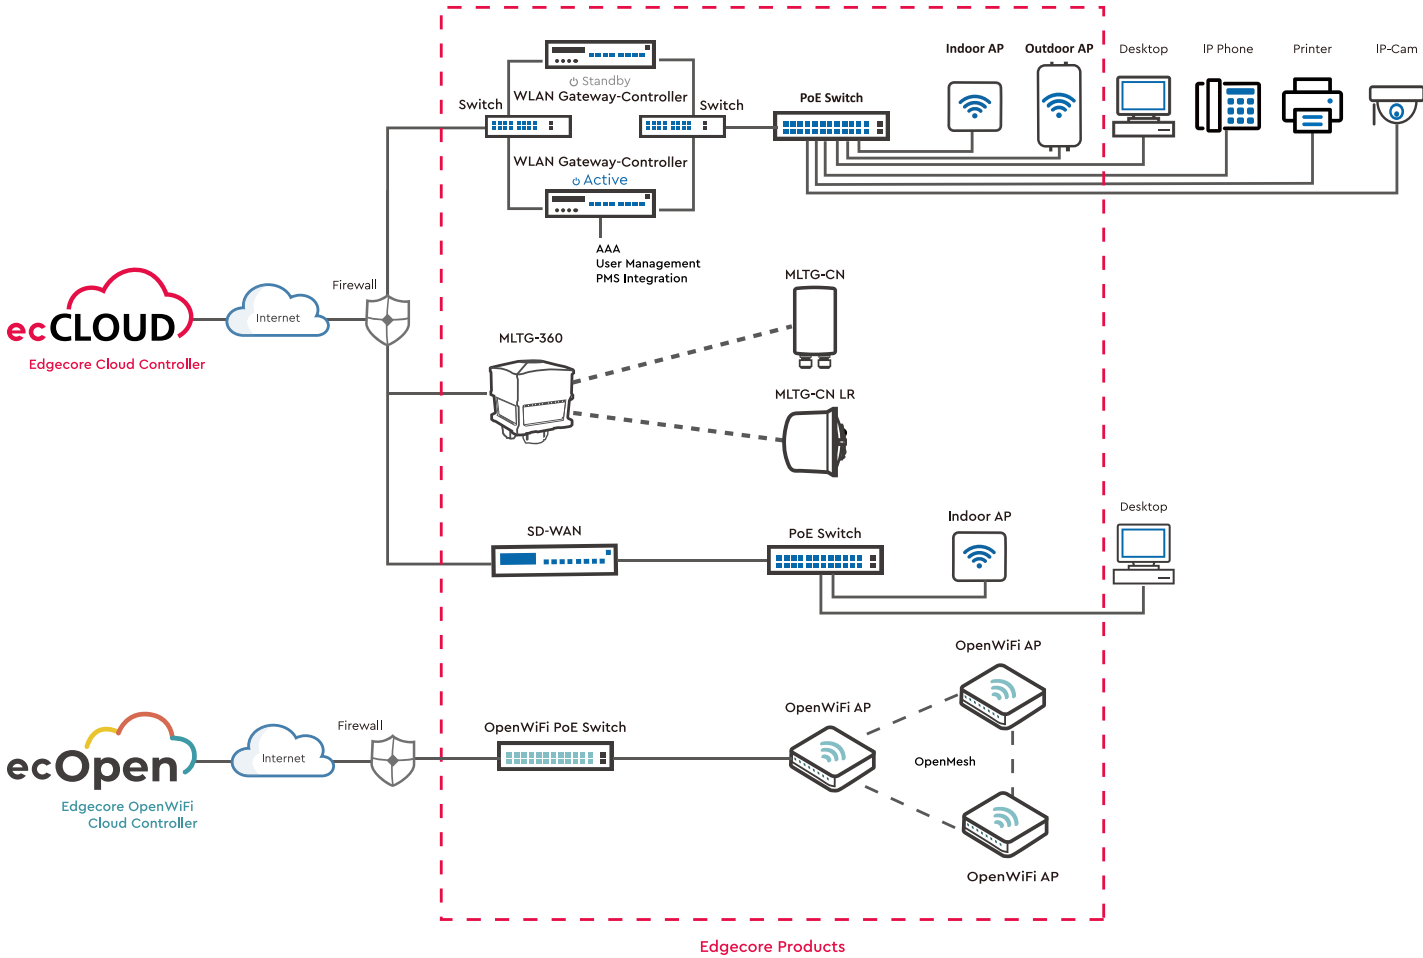 Standby
WLAN Gateway-Controller
Switch
Switch
WLAN Gateway-Controller
Active
AAA
User Management
PMS Integration
PoE Switch
Indoor AP
Outdoor AP
Desktop
IP Phone
Printer
IP-Cam
ecCLOUD
Edgecore Cloud Controller
Internet
Firewall
MLTG-360
MLTG-CN
MLTG-CN LR
SD-WAN
PoE Switch
Indoor AP
Desktop
ecOpen
Edgecore OpenWiFi
Cloud Controller
Internet
Firewall
OpenWiFi PoE Switch
OpenWiFi AP
OpenWiFi AP
OpenMesh
OpenWiFi AP
Edgecore Products